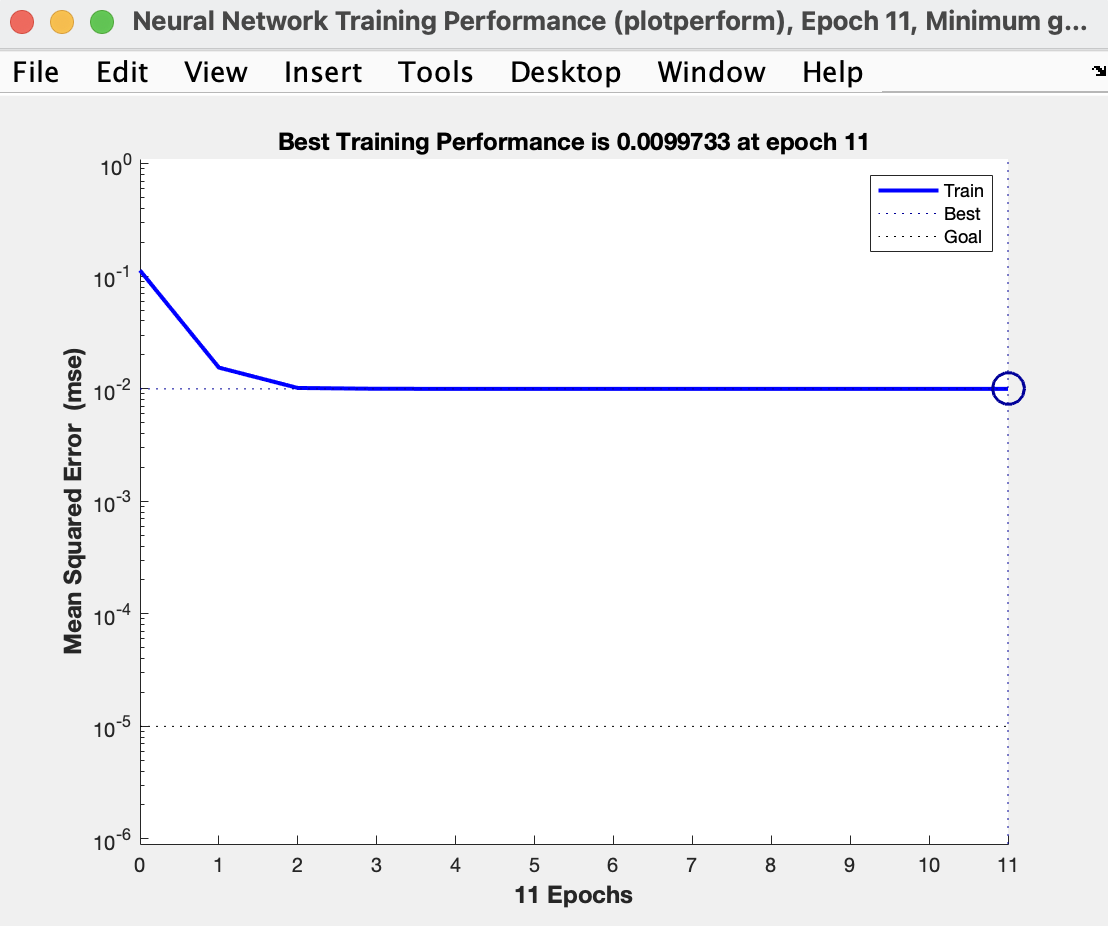 Neural Network Training Performance (plotperform), Epoch 11, Minimum g...
File Edit View Insert Tools Desktop Window Help
Best Training Performance is 0.0099733 at epoch 11
Train
Best
Goal
10^0
10^-1
10^-2
10^-3
10^-4
10^-5
10^-6
Mean Squared Error (mse)
0 1 2 3 4 5 6 7 8 9 10 11
11 Epochs